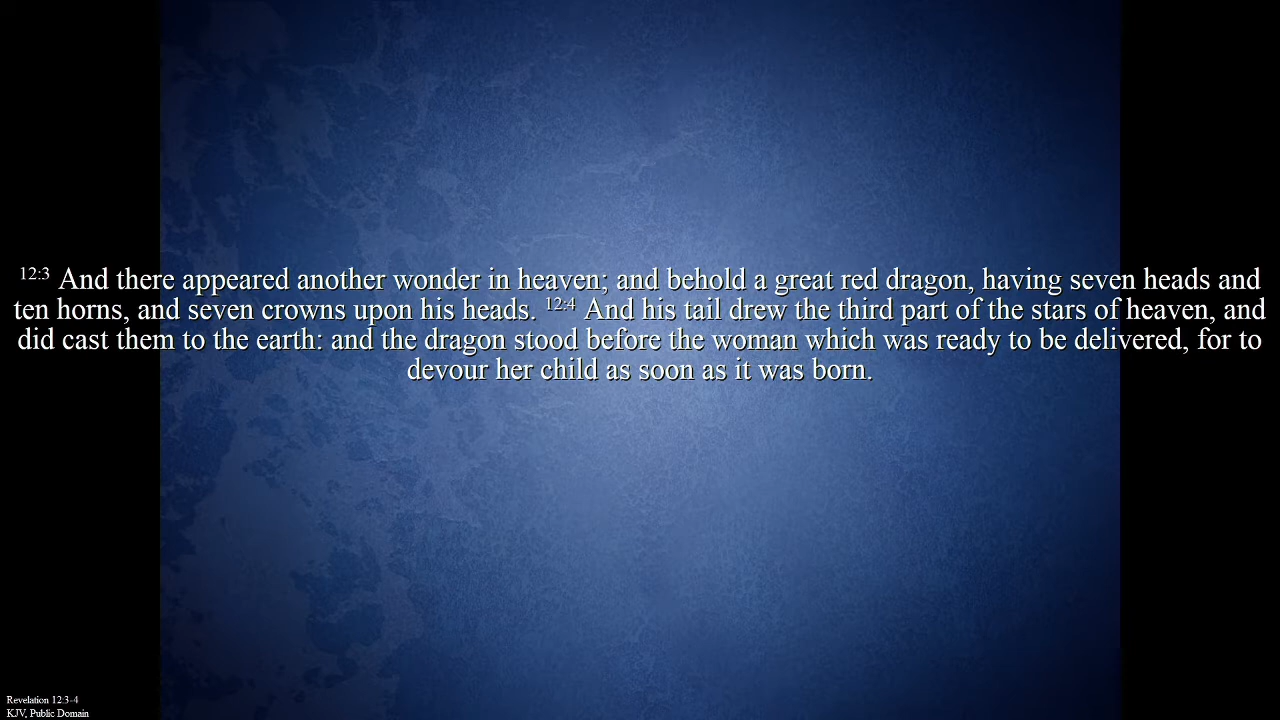 12:3 And there appeared another wonder in heaven; and behold a great red dragon, having seven heads and
ten horns, and seven crowns upon his heads. 12:4 And his tail drew the third part of the stars of heaven, and
did cast them to the earth: and the dragon stood before the woman which was ready to be delivered, for to
devour her child as soon as it was born.
Revelation 12:3-4
KJV, Public Domain